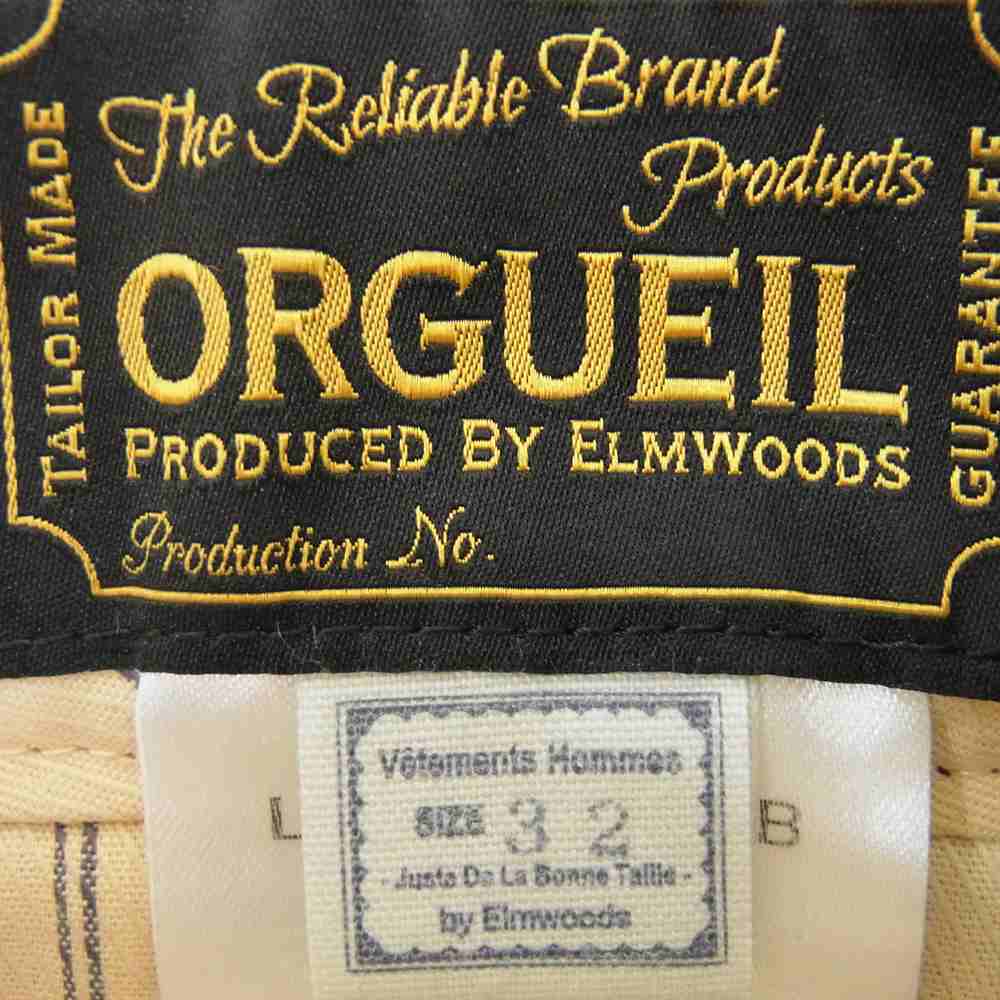 The Reliable Brand
Products
TAILOR MADE
ORGUEIL
GUARANTEE
PRODUCED BY ELMWOODS
Production No.
Vêtements Hommes
SIZE 32
- Juste De La Bonne Taille -
by Elmwoods
L
B